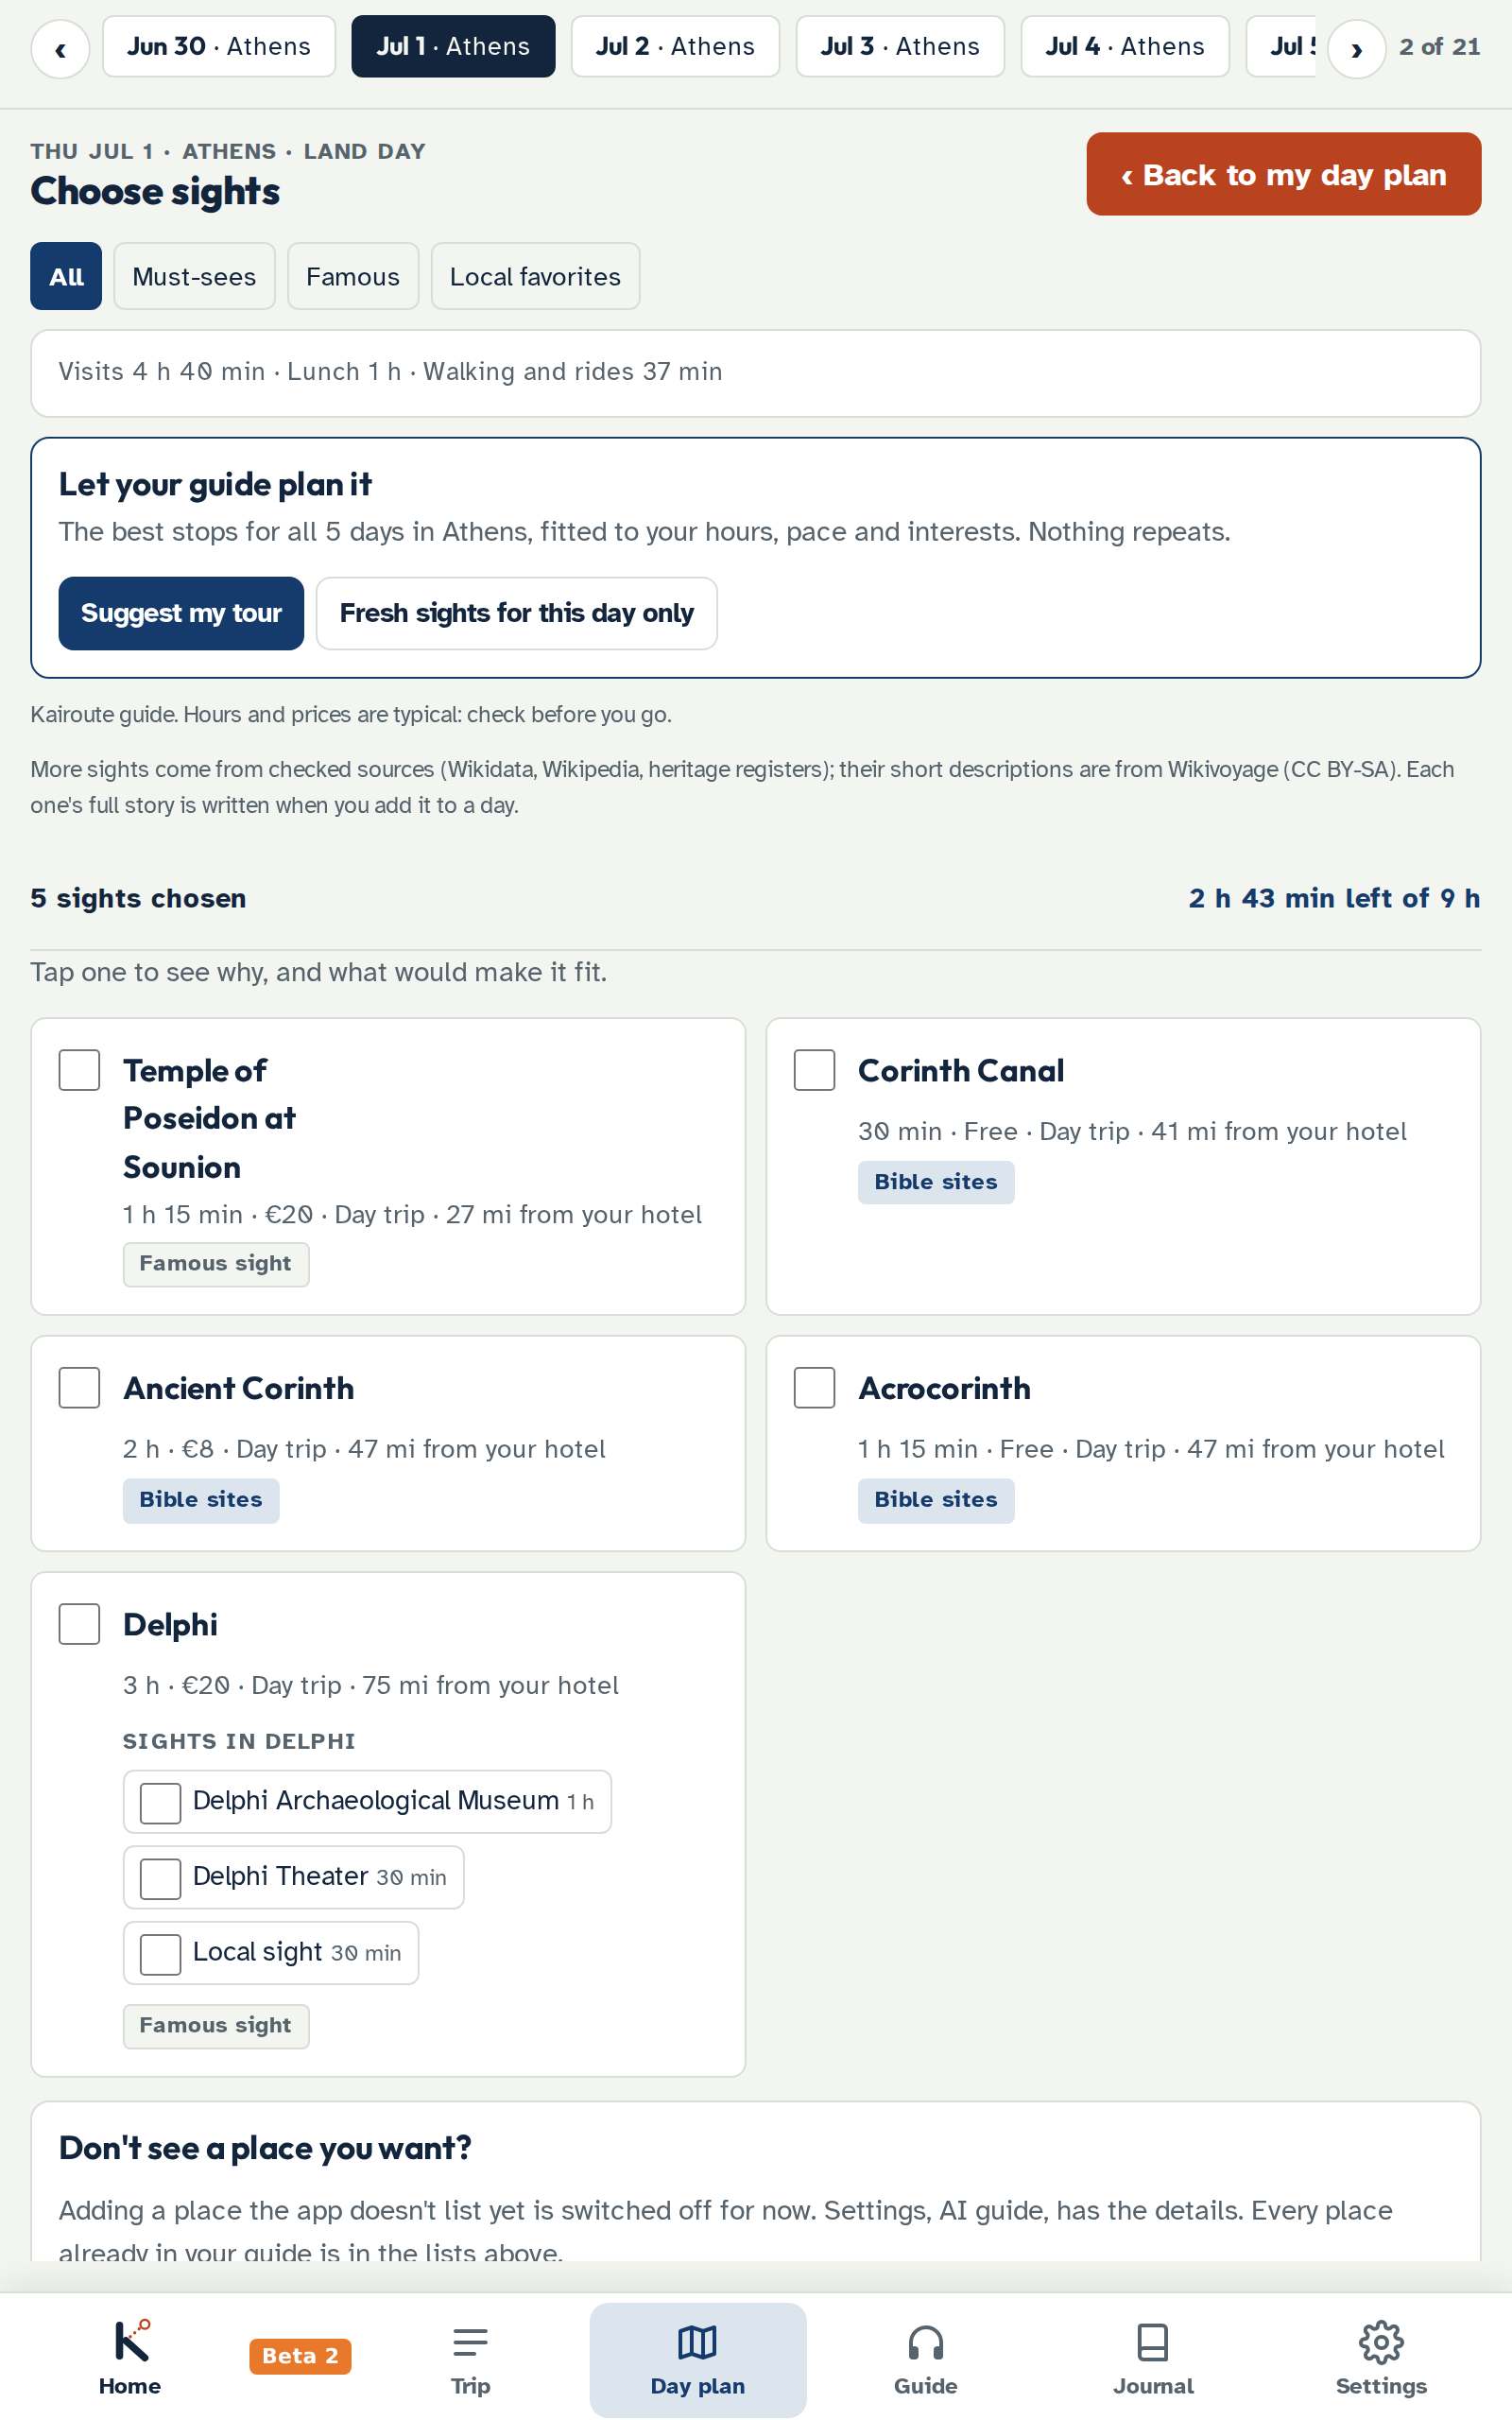 ‹
Jun 30 · Athens
Jul 1 · Athens
Jul 2 · Athens
Jul 3 · Athens
Jul 4 · Athens
Jul
›
2 of 21
THU JUL 1 · ATHENS · LAND DAY
Choose sights
‹ Back to my day plan
All
Must-sees
Famous
Local favorites
Visits 4 h 40 min · Lunch 1 h · Walking and rides 37 min
Let your guide plan it
The best stops for all 5 days in Athens, fitted to your hours, pace and interests. Nothing repeats.
Suggest my tour
Fresh sights for this day only
Kairoute guide. Hours and prices are typical: check before you go.
More sights come from checked sources (Wikidata, Wikipedia, heritage registers); their short descriptions are from Wikivoyage (CC BY-SA). Each
one's full story is written when you add it to a day.
5 sights chosen
2 h 43 min left of 9 h
Tap one to see why, and what would make it fit.
Temple of
Poseidon at
Sounion
1 h 15 min · €20 · Day trip · 27 mi from your hotel
Famous sight
Corinth Canal
30 min · Free · Day trip · 41 mi from your hotel
Bible sites
Ancient Corinth
2 h · €8 · Day trip · 47 mi from your hotel
Bible sites
Acrocorinth
1 h 15 min · Free · Day trip · 47 mi from your hotel
Bible sites
Delphi
3 h · €20 · Day trip · 75 mi from your hotel
SIGHTS IN DELPHI
Delphi Archaeological Museum 1 h
Delphi Theater 30 min
Local sight 30 min
Famous sight
Don't see a place you want?
Adding a place the app doesn't list yet is switched off for now. Settings, AI guide, has the details. Every place
already in your guide is in the lists above.
Home
Beta 2
Trip
Day plan
Guide
Journal
Settings